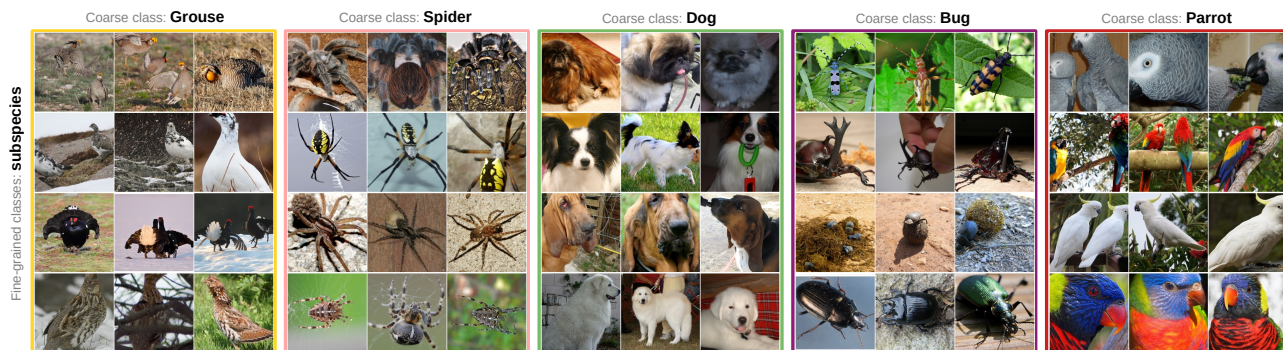 Coarse class: Grouse
Coarse class: Spider
Coarse class: Dog
Coarse class: Bug
Coarse class: Parrot
Fine-grained classes: subspecies